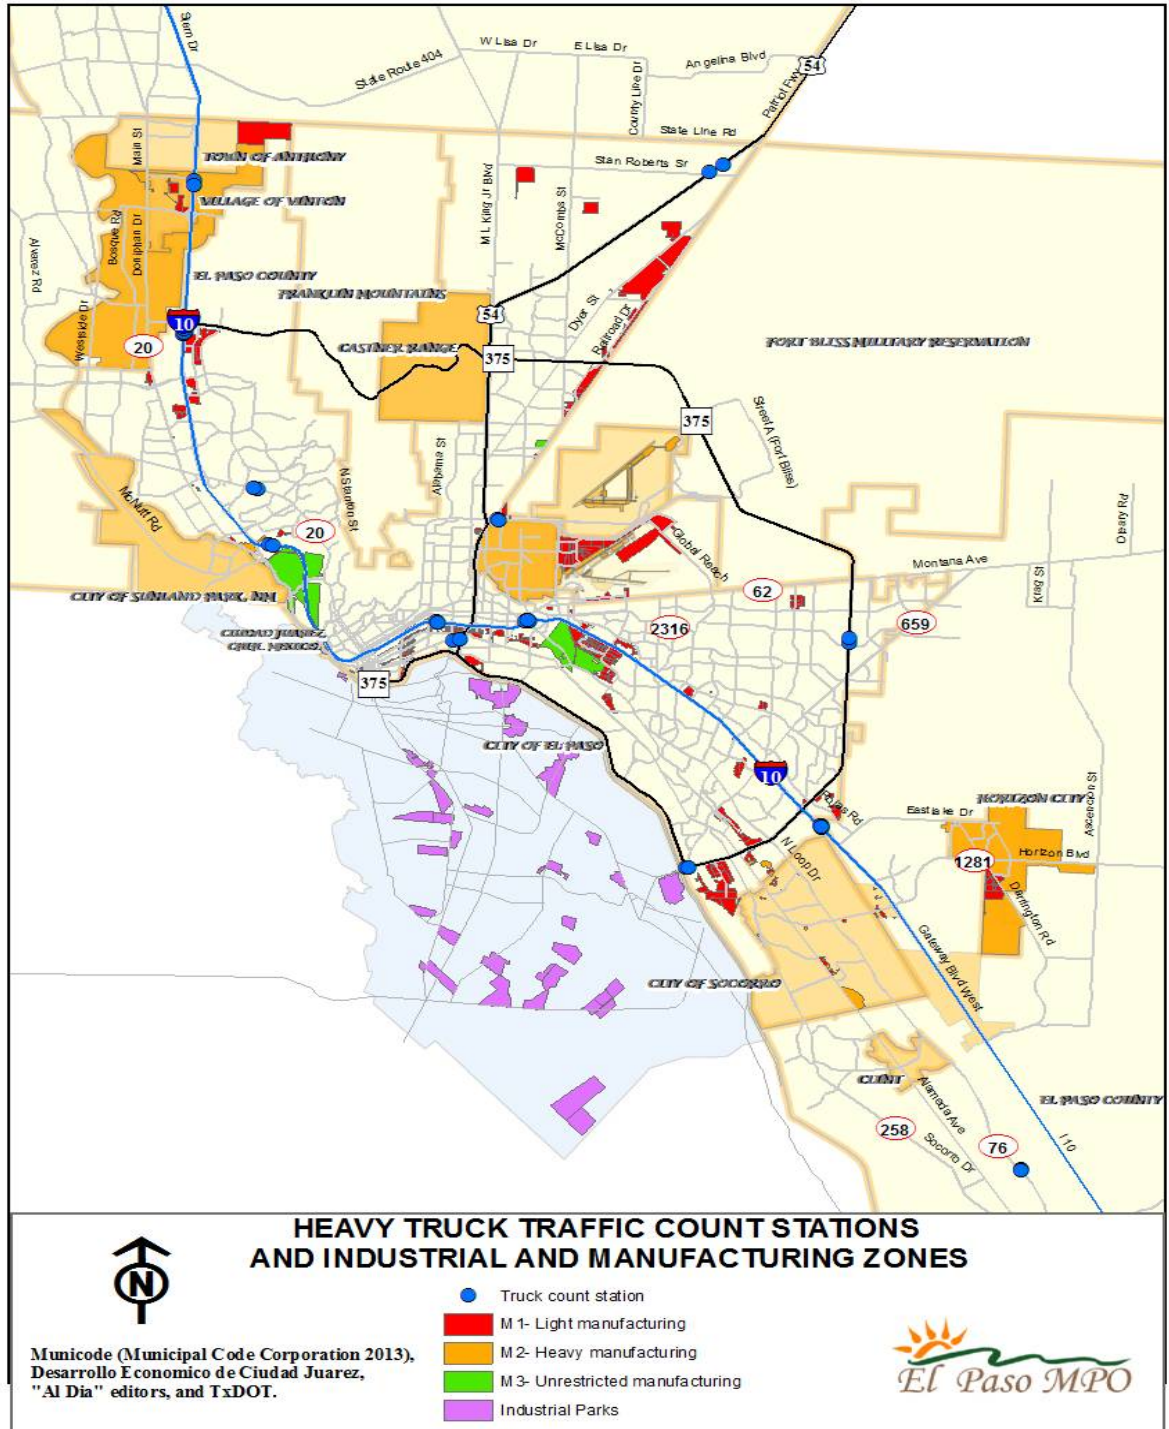 Stern Dr
W Lisa Dr
E Lisa Dr
State Route 404
Angelina Blvd
54
County Line Dr
Patriot Fwy
Main St
State Line Rd
TOWN OF ANTHONY
Stan Roberts Sr
M L King Jr Blvd
McCombs St
VILLAGE OF VINTON
Bosque Rd
Doniphan Dr
Alvarez Rd
EL PASO COUNTY
FRANKLIN MOUNTAINS
Westside Dr
10
54
Dyer St
Railroad Dr
20
CASTNER RANGE
375
FORT BLISS MILITARY RESERVATION
375
Street A (Fort Bliss)
Alabama St
N Stanton St
McNutt Rd
20
Global Reach
Montana Ave
Krag St
CITY OF SUNLAND PARK, NM
62
659
2316
CIUDAD JUAREZ,
CHIH, MEXICO.
375
CITY OF EL PASO
10
Rojas Rd
HORIZON CITY
Eastlake Dr
Ascencion St
N Loop Dr
1281
Horizon Blvd
Darrington Rd
Gateway Blvd West
CITY OF SOCORRO
CLINT
Alameda Ave
EL PASO COUNTY
258
Socorro Dr
76
I 10
HEAVY TRUCK TRAFFIC COUNT STATIONS
AND INDUSTRIAL AND MANUFACTURING ZONES
N
Truck count station
M1- Light manufacturing
M2- Heavy manufacturing
M3- Unrestricted manufacturing
Industrial Parks
Municode (Municipal Code Corporation 2013),
Desarrollo Economico de Ciudad Juarez,
"Al Dia" editors, and TxDOT.
El Paso MPO